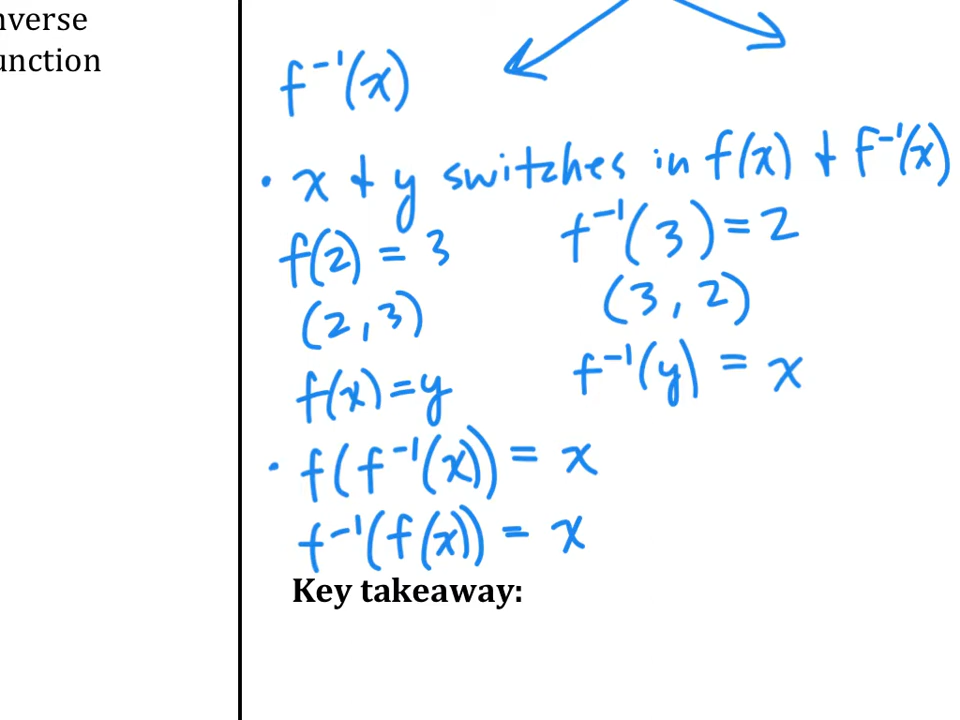 nverse
unction
f⁻¹(x)
• x + y switches in f(x) + f⁻¹(x)
f(2) = 3 f⁻¹(3) = 2
(2,3) (3,2)
f(x) = y f⁻¹(y) = x
• f(f⁻¹(x)) = x
f⁻¹(f(x)) = x
Key takeaway: